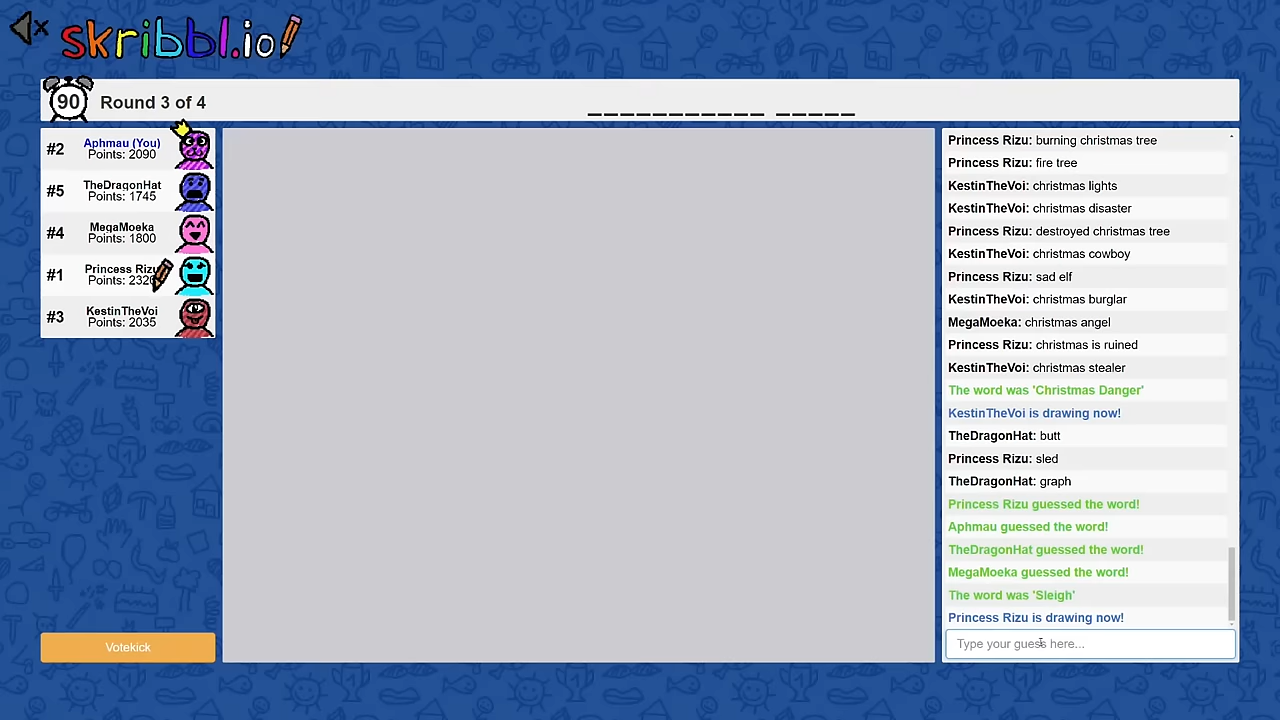 skribbl.io
90
Round 3 of 4
___________ _____
#2
Aphmau (You)
Points: 2090
#5
TheDragonHat
Points: 1745
#4
MegaMoeka
Points: 1800
#1
Princess Rizu
Points: 2320
#3
KestinTheVoi
Points: 2035
Votekick
Princess Rizu: burning christmas tree
Princess Rizu: fire tree
KestinTheVoi: christmas lights
KestinTheVoi: christmas disaster
Princess Rizu: destroyed christmas tree
KestinTheVoi: christmas cowboy
Princess Rizu: sad elf
KestinTheVoi: christmas burglar
MegaMoeka: christmas angel
Princess Rizu: christmas is ruined
KestinTheVoi: christmas stealer
The word was 'Christmas Danger'
KestinTheVoi is drawing now!
TheDragonHat: butt
Princess Rizu: sled
TheDragonHat: graph
Princess Rizu guessed the word!
Aphmau guessed the word!
TheDragonHat guessed the word!
MegaMoeka guessed the word!
The word was 'Sleigh'
Princess Rizu is drawing now!
Type your guess here...